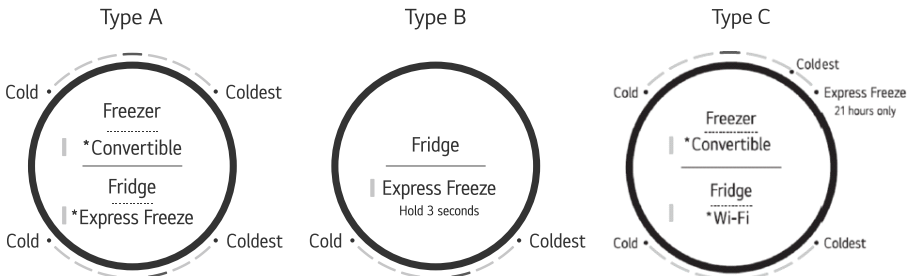 Type A
Cold
Coldest
Freezer
*Convertible
Fridge
*Express Freeze
Cold
Coldest
Type B
Fridge
Express Freeze
Hold 3 seconds
Cold
Coldest
Type C
Cold
Coldest
Express Freeze
21 hours only
Freezer
*Convertible
Fridge
*Wi-Fi
Cold
Coldest